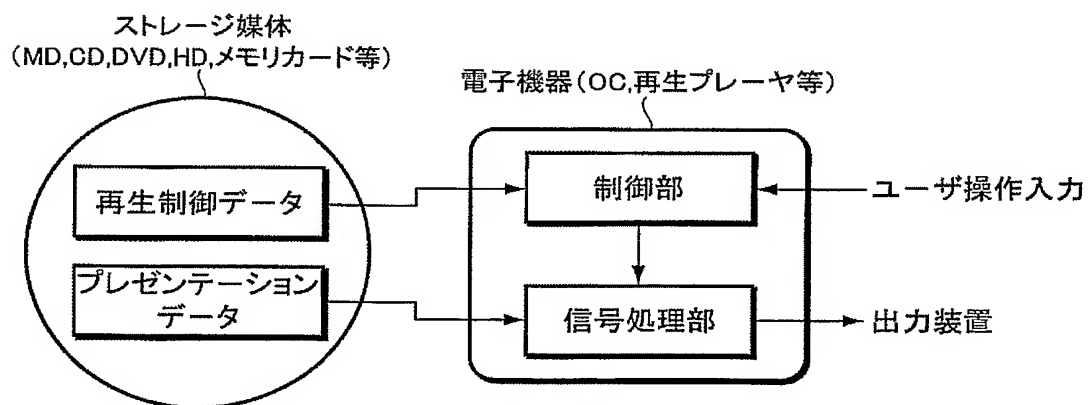 ストレージ媒体
(MD,CD,DVD,HD,メモリカード等)
電子機器(OC,再生プレーヤ等)
再生制御データ
制御部
ユーザ操作入力
プレゼンテーション
データ
信号処理部
出力装置